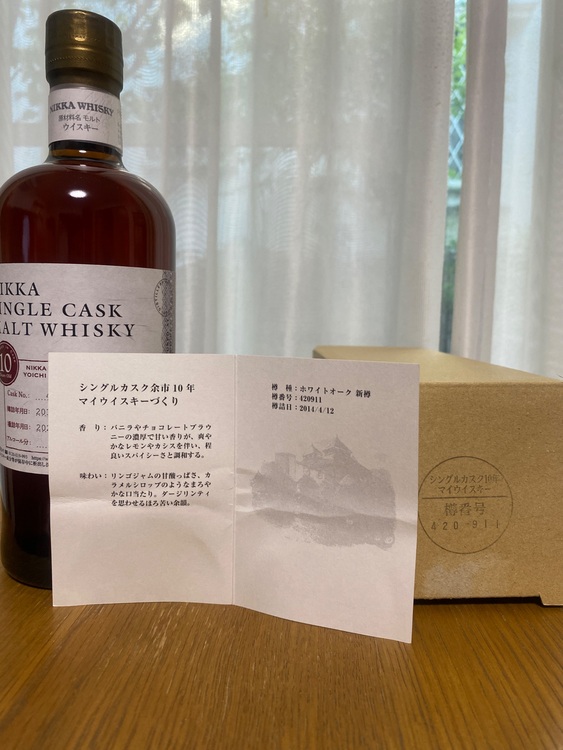 NIKKA WHISKY
原材料名 モルト
ウイスキー
IKKA
INGLE CASK
ALT WHISKY
10
NIKKA
YOICHI
Cask No.:
樽詰年月日: 201
アルコール分:
シングルカスク余市10年
マイウイスキーづくり
香 り：バニラやチョコレートブラウ
ニーの濃厚で甘い香りが、爽や
かなレモンやカシスを伴い、程
良いスパイシーさと調和する。
味わい：リンゴジャムの甘酸っぱさ、カ
ラメルシロップのようなまろや
かな口当たり。ダージリンティ
を思わせるほろ苦い余韻。
樽　種：ホワイトオーク 新樽
樽番号：420911
樽詰日：2014/4/12
シングルカスク10年
マイウイスキー
樽番号
420-911